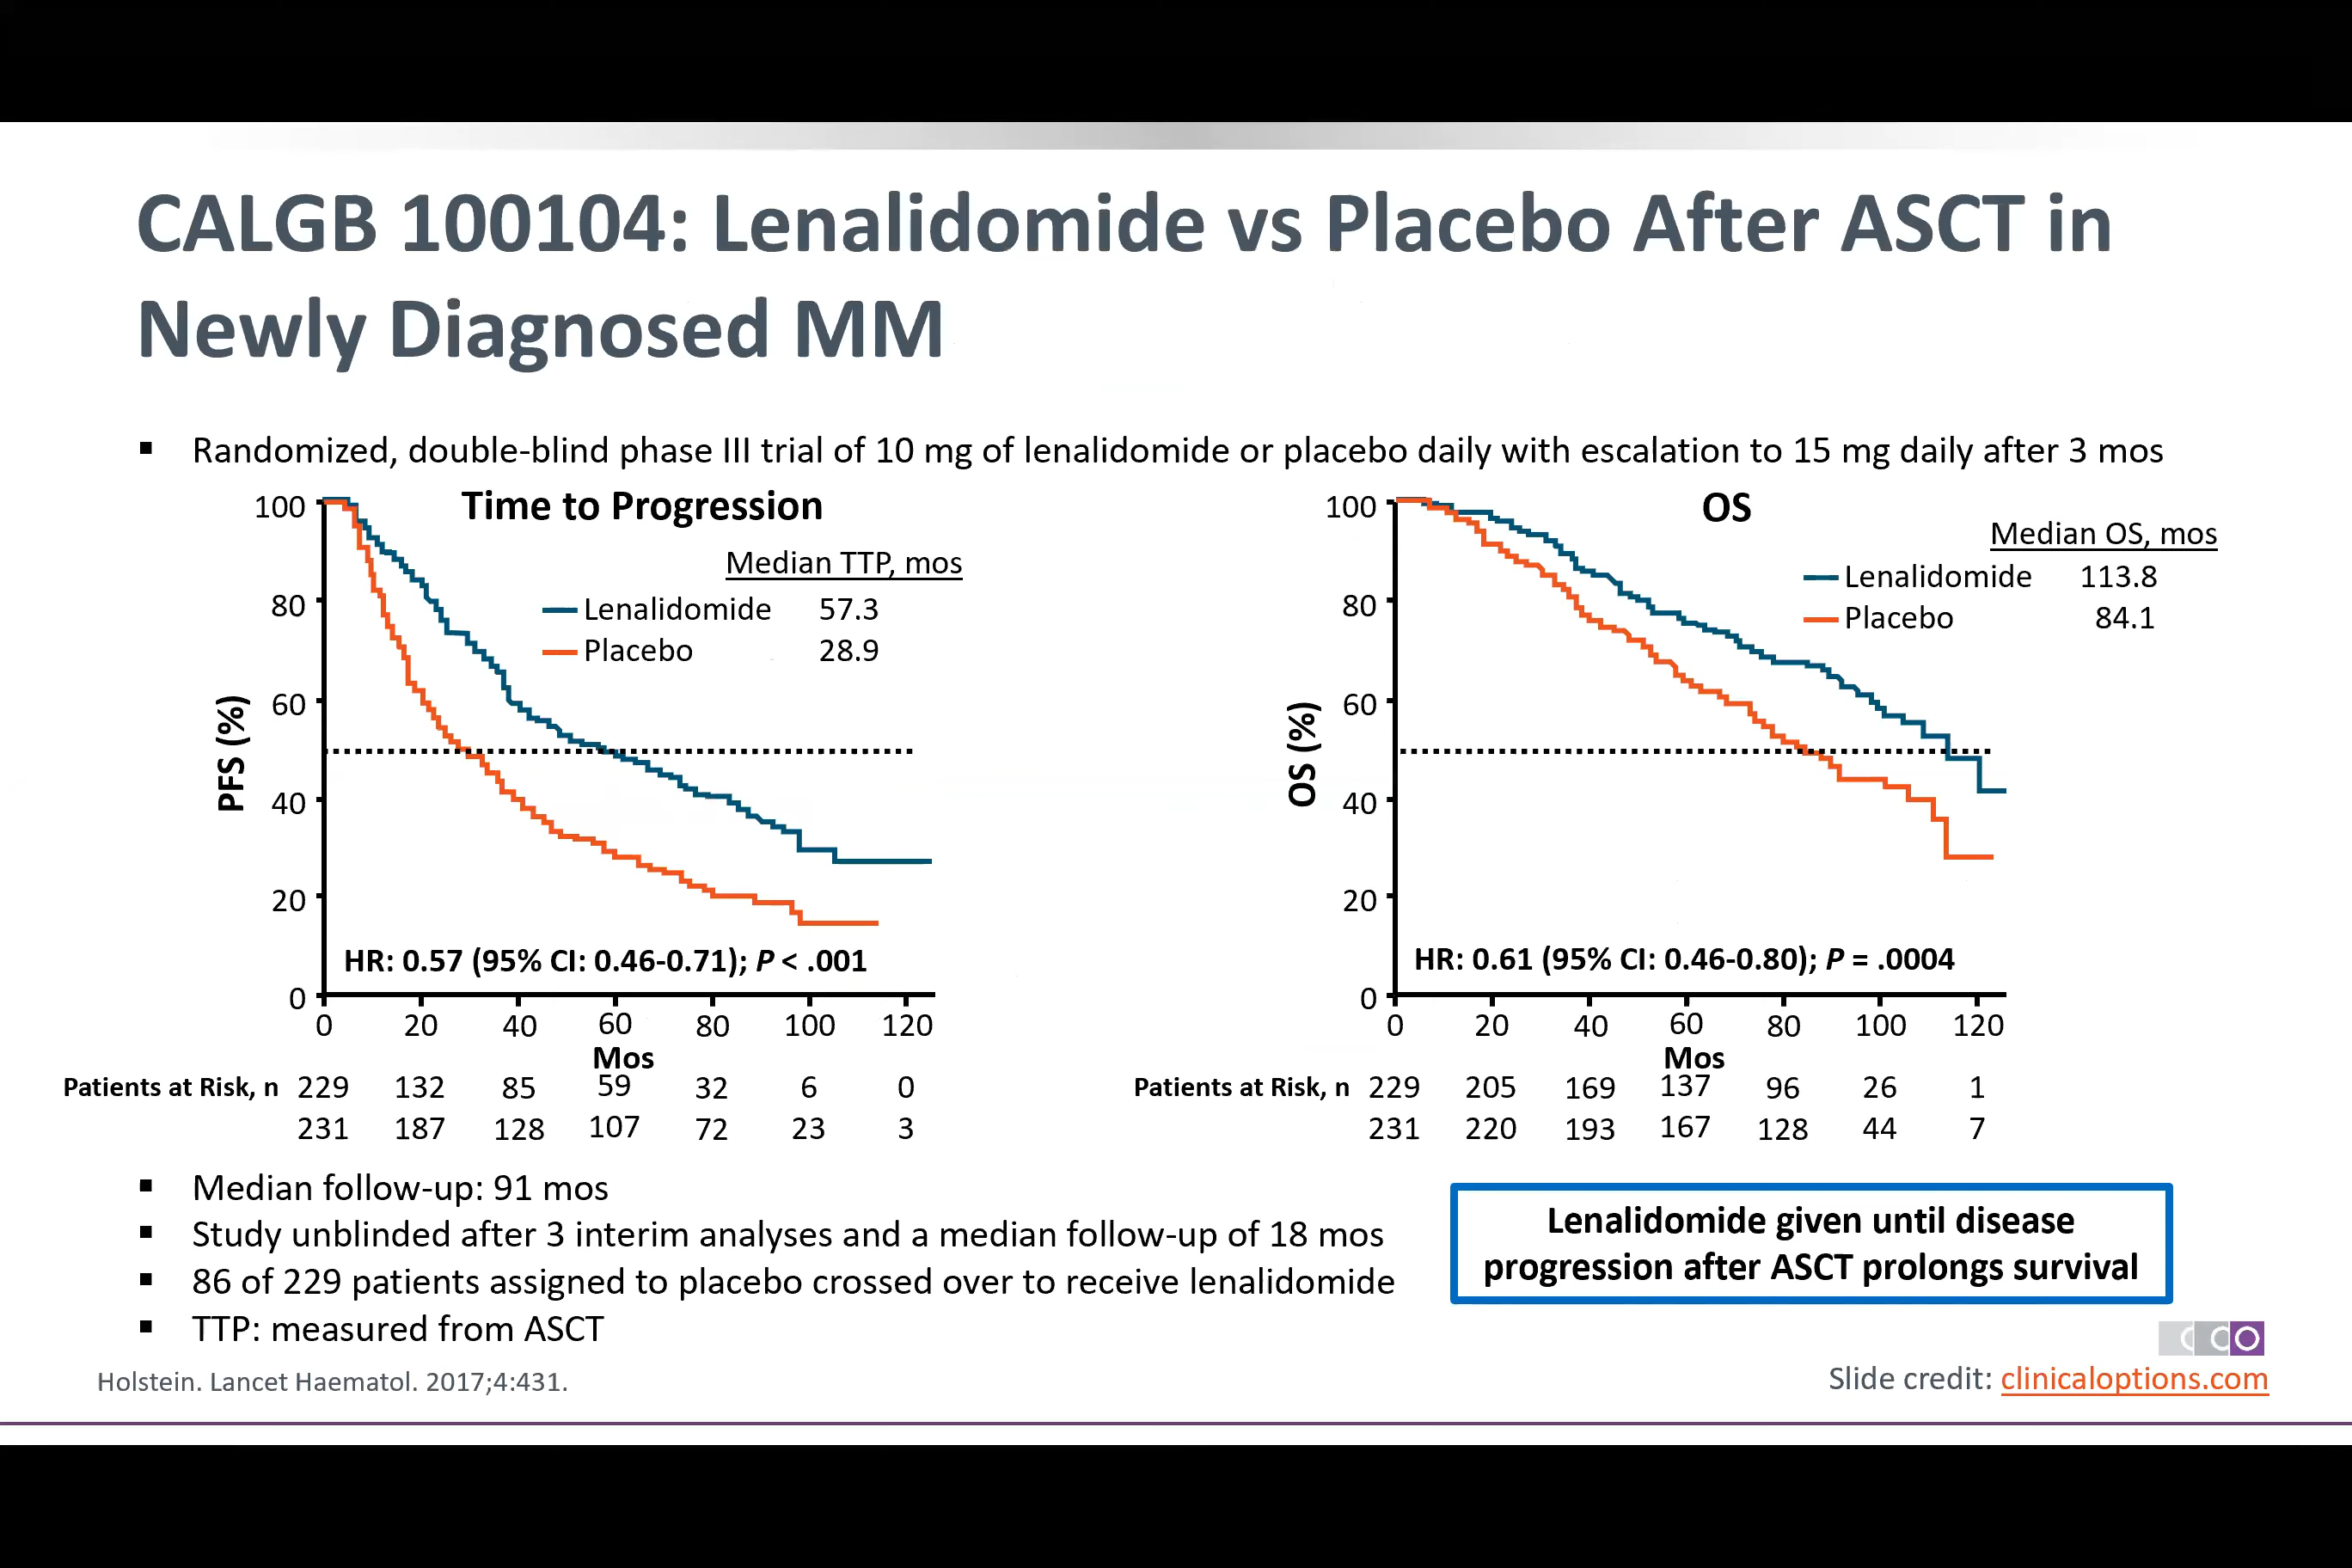 CALGB 100104: Lenalidomide vs Placebo After ASCT in
Newly Diagnosed MM
▪ Randomized, double-blind phase III trial of 10 mg of lenalidomide or placebo daily with escalation to 15 mg daily after 3 mos
Time to Progression
Median TTP, mos
Lenalidomide 57.3
Placebo 28.9
PFS (%)
100
80
60
40
20
0
HR: 0.57 (95% CI: 0.46-0.71); P < .001
0 20 40 60 80 100 120
Mos
Patients at Risk, n 229 132 85 59 32 6 0
231 187 128 107 72 23 3
OS
Median OS, mos
Lenalidomide 113.8
Placebo 84.1
OS (%)
100
80
60
40
20
0
HR: 0.61 (95% CI: 0.46-0.80); P = .0004
0 20 40 60 80 100 120
Mos
Patients at Risk, n 229 205 169 137 96 26 1
231 220 193 167 128 44 7
▪ Median follow-up: 91 mos
▪ Study unblinded after 3 interim analyses and a median follow-up of 18 mos
▪ 86 of 229 patients assigned to placebo crossed over to receive lenalidomide
▪ TTP: measured from ASCT
Lenalidomide given until disease
progression after ASCT prolongs survival
Holstein. Lancet Haematol. 2017;4:431.
CCO
Slide credit: clinicaloptions.com